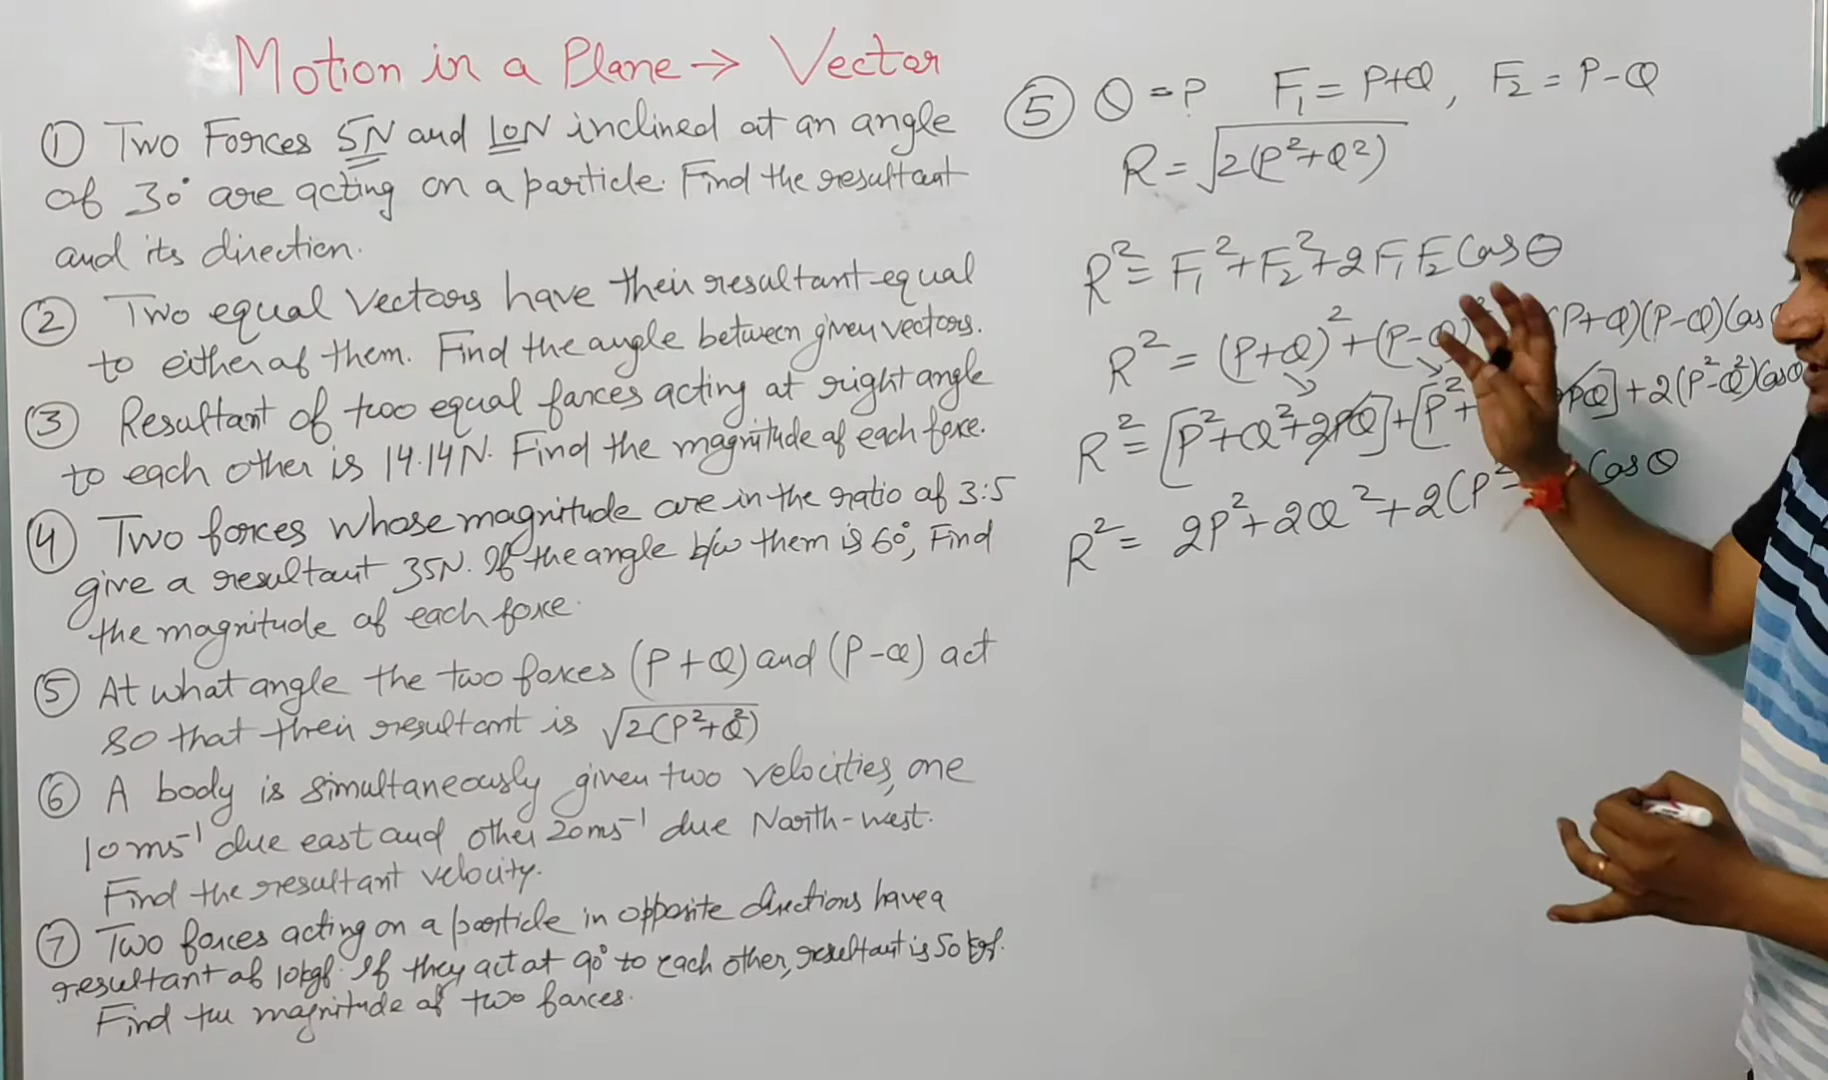 Motion in a Plane → Vector
① Two Forces 5N and 10N inclined at an angle
of 30° are acting on a particle. Find the resultant
and its direction.
② Two equal Vectors have their resultant equal
to either of them. Find the angle between given vectors.
③ Resultant of two equal forces acting at right angle
to each other is 14.14N. Find the magnitude of each force.
④ Two forces whose magnitude are in the ratio of 3:5
give a resultant 35N. If the angle b/w them is 60°, Find
the magnitude of each force.
⑤ At what angle the two forces (P+Q) and (P-Q) act
so that their resultant is √2(P²+Q²)
⑥ A body is simultaneously given two velocities, one
10ms⁻¹ due east and other 20ms⁻¹ due North-west.
Find the resultant velocity.
⑦ Two forces acting on a particle in opposite directions have a
resultant of 10kgf. If they act at 90° to each other, resultant is 50 kgf.
Find the magnitude of two forces.
⑤ θ = ? F₁ = P+Q, F₂ = P-Q
R = √2(P²+Q²)
R² = F₁² + F₂² + 2F₁F₂ Cosθ
R² = (P+Q)² + (P-Q) (P+Q)(P-Q)Cos
R² = [P²+Q²+2PQ] + [P²+ PQ] + 2(P²-Q²)Cosθ
R² = 2P² + 2Q² + 2(P² Cosθ